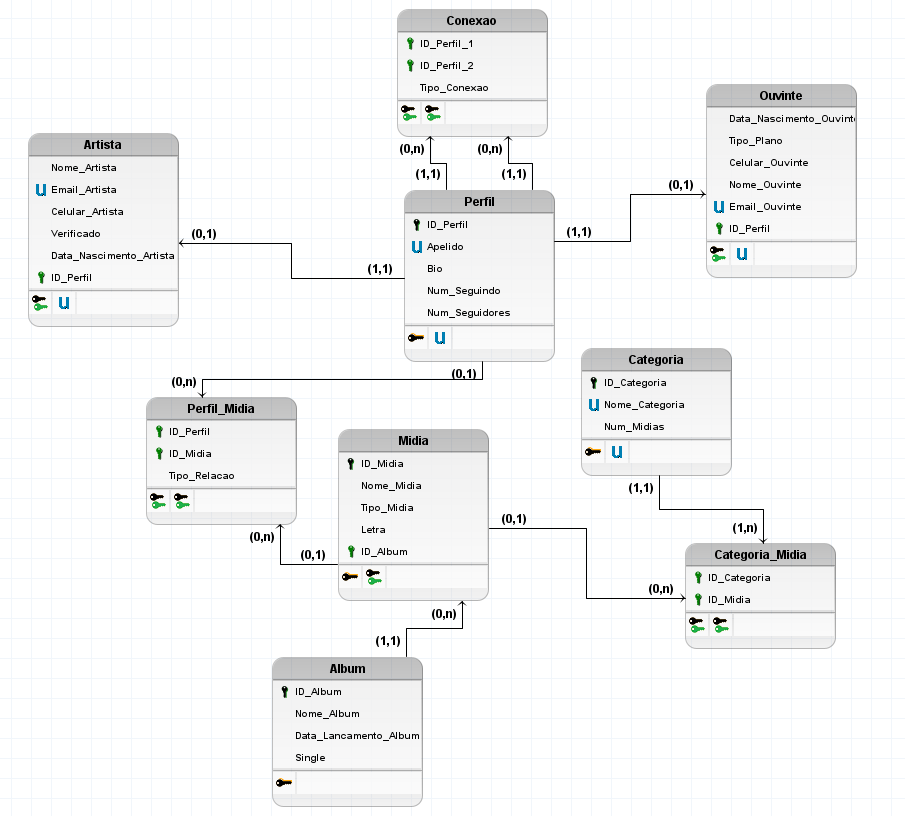 Conexao
ID_Perfil_1
ID_Perfil_2
Tipo_Conexao
(0,n)
(0,n)
(1,1)
(1,1)
Ouvinte
Data_Nascimento_Ouvint
Tipo_Plano
Celular_Ouvinte
Nome_Ouvinte
U Email_Ouvinte
ID_Perfil
U
(0,1)
(1,1)
Artista
Nome_Artista
U Email_Artista
Celular_Artista
Verificado
Data_Nascimento_Artista
ID_Perfil
U
(0,1)
(1,1)
Perfil
ID_Perfil
U Apelido
Bio
Num_Seguindo
Num_Seguidores
U
(0,1)
(0,n)
Perfil_Midia
ID_Perfil
ID_Midia
Tipo_Relacao
(0,n)
(0,1)
Midia
ID_Midia
Nome_Midia
Tipo_Midia
Letra
ID_Album
(0,1)
(0,n)
Categoria
ID_Categoria
U Nome_Categoria
Num_Midias
U
(1,1)
(1,n)
Categoria_Midia
ID_Categoria
ID_Midia
(0,n)
(1,1)
Album
ID_Album
Nome_Album
Data_Lancamento_Album
Single